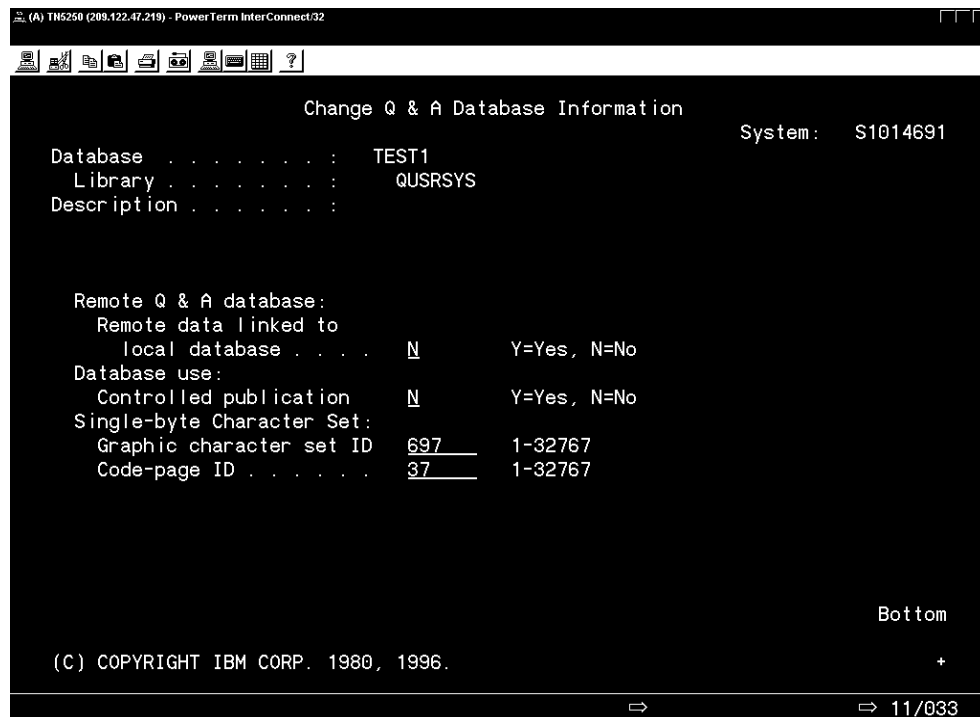 (A) TN5250 (209.122.47.219) - PowerTerm InterConnect/32
?
Change Q & A Database Information
System: S1014691
Database . . . . . . . : TEST1
Library . . . . . . . : QUSRSYS
Description . . . . . . :
Remote Q & A database:
Remote data linked to
local database . . . . N Y=Yes, N=No
Database use:
Controlled publication N Y=Yes, N=No
Single-byte Character Set:
Graphic character set ID 697 1-32767
Code-page ID . . . . . . 37 1-32767
Bottom
(C) COPYRIGHT IBM CORP. 1980, 1996. +
⇨ ⇨ 11/033